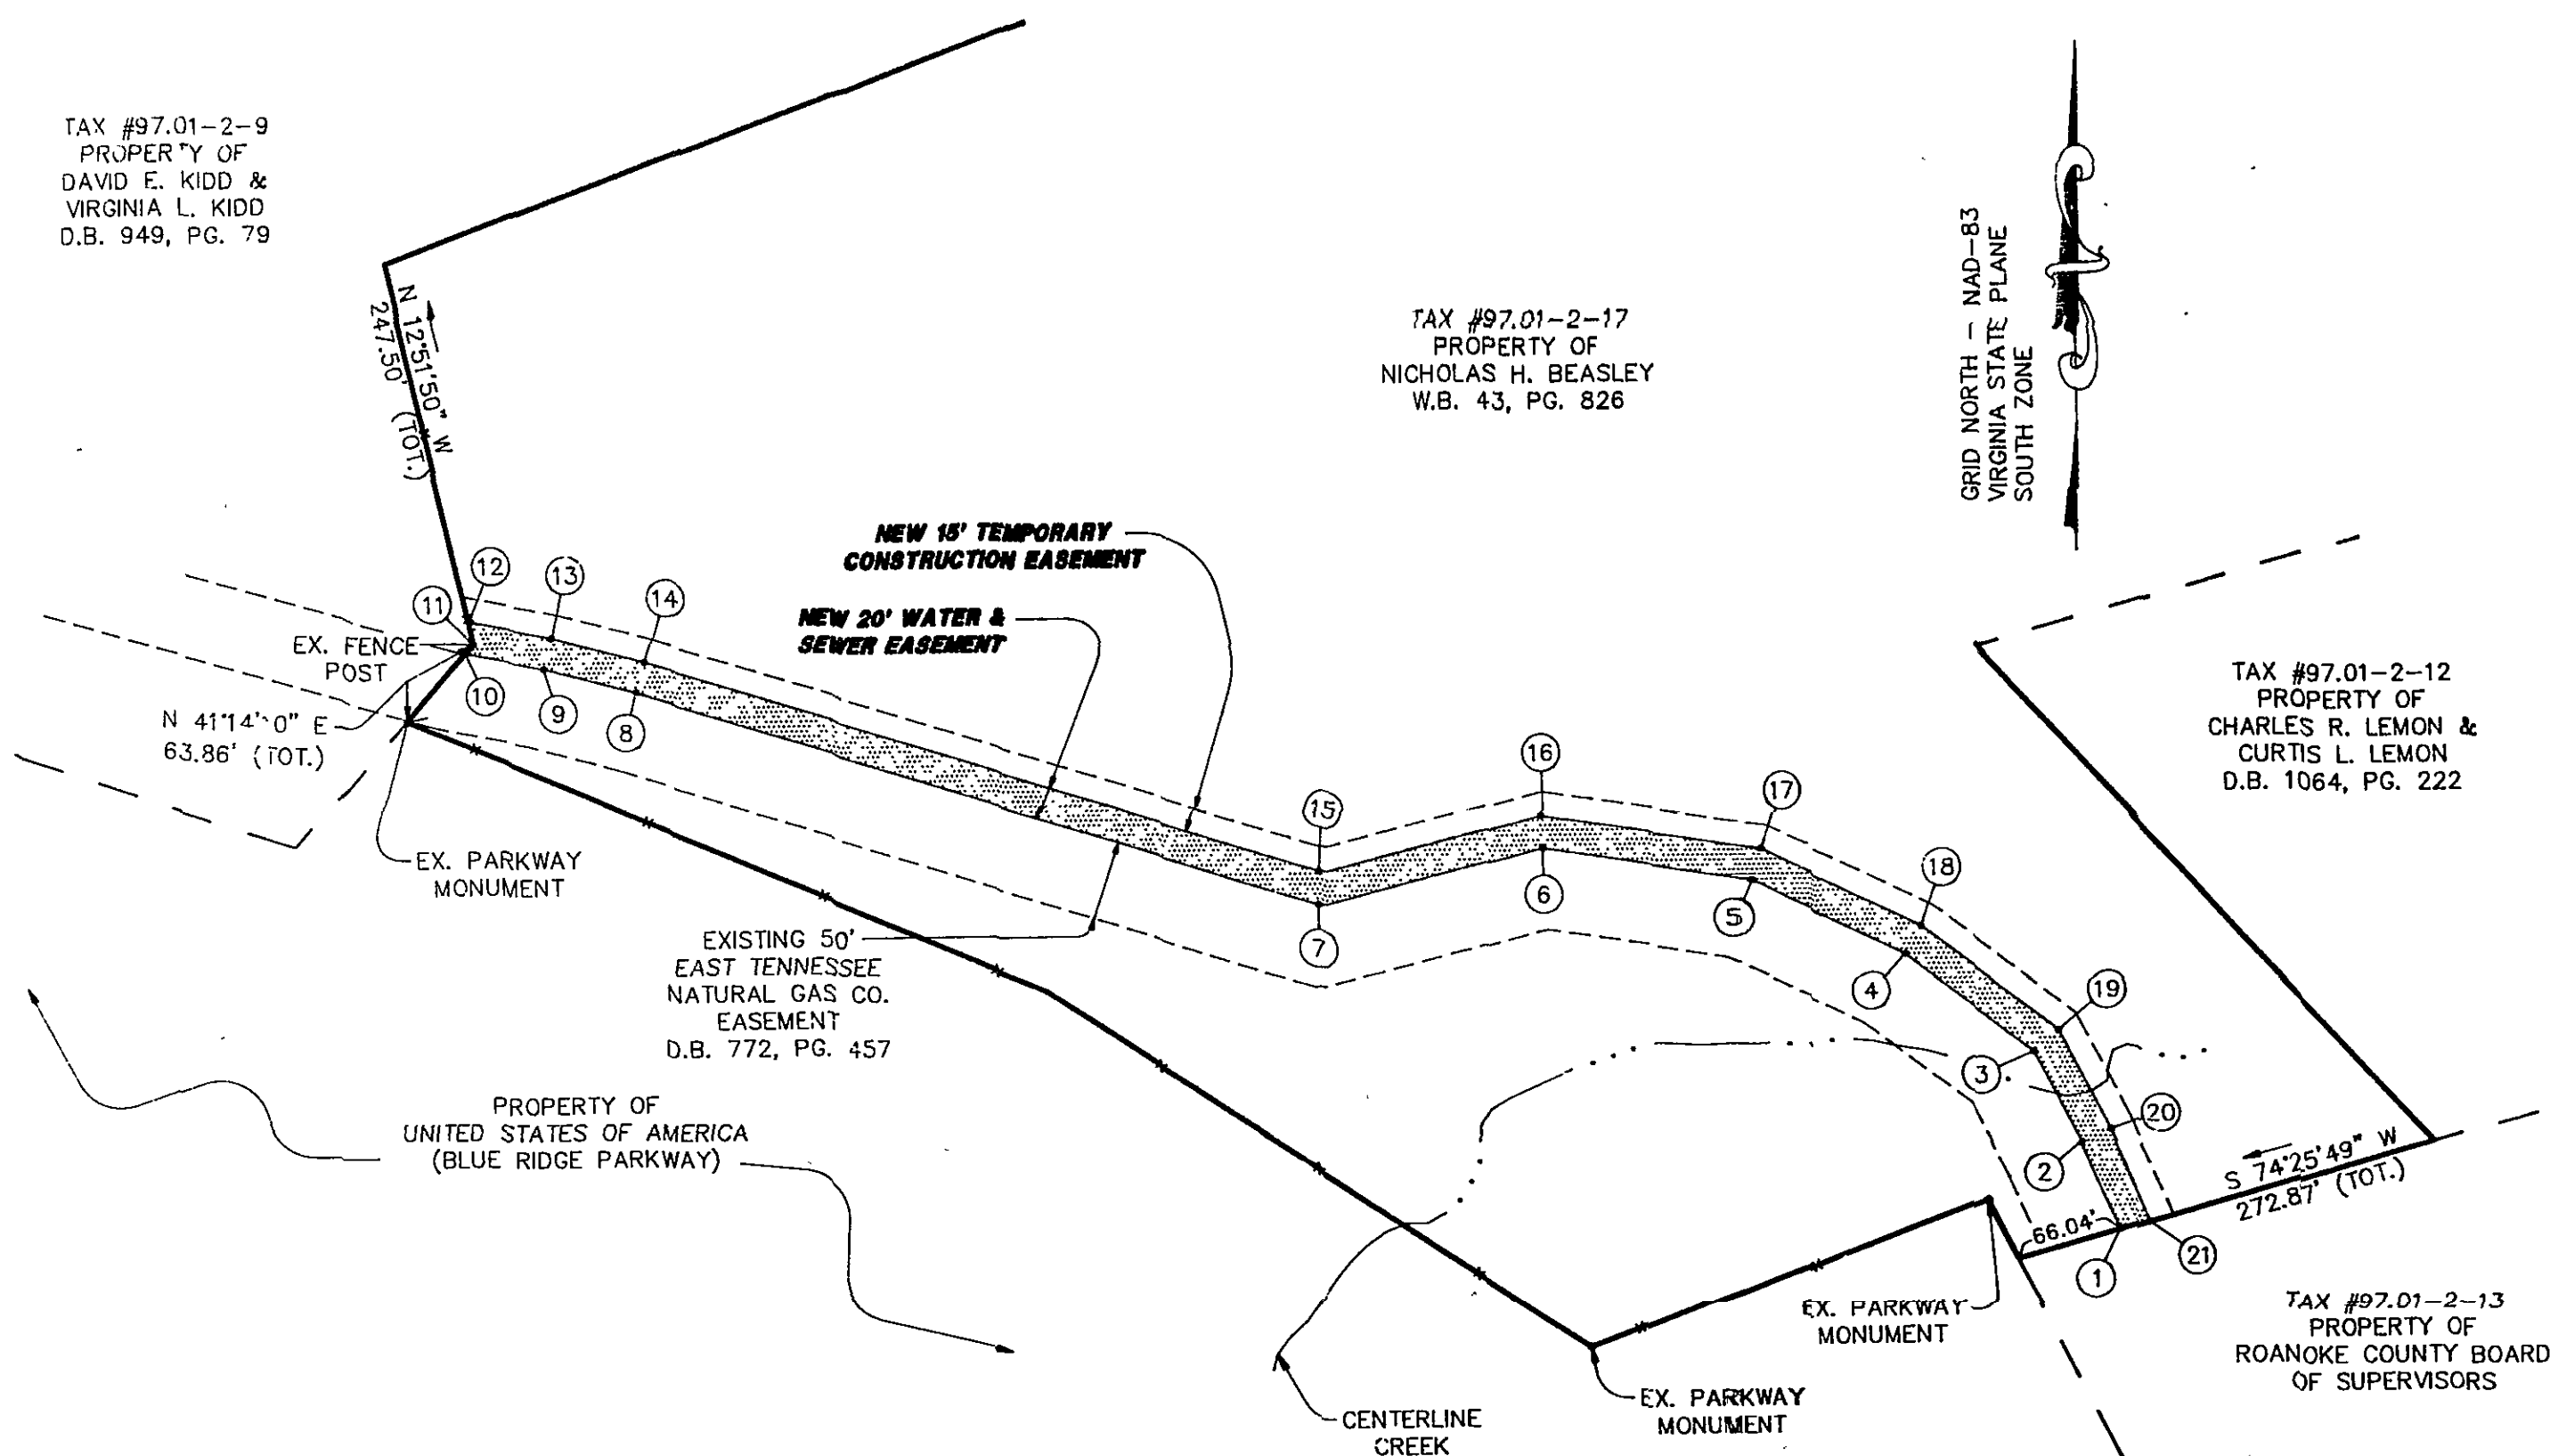 TAX #97.01-2-9
PROPERTY OF
DAVID E. KIDD &
VIRGINIA L. KIDD
D.B. 949, PG. 79
N 12°51'50" W
247.50' (TOT.)
TAX #97.01-2-17
PROPERTY OF
NICHOLAS H. BEASLEY
W.B. 43, PG. 826
GRID NORTH - NAD-83
VIRGINIA STATE PLANE
SOUTH ZONE
NEW 15' TEMPORARY
CONSTRUCTION EASEMENT
NEW 20' WATER &
SEWER EASEMENT
12
13
14
11
EX. FENCE
POST
10
9
8
N 41°14' E
63.86' (TOT.)
EX. PARKWAY
MONUMENT
TAX #97.01-2-12
PROPERTY OF
CHARLES R. LEMON &
CURTIS L. LEMON
D.B. 1064, PG. 222
16
15
17
18
6
5
7
4
19
3
20
2
EXISTING 50'
EAST TENNESSEE
NATURAL GAS CO.
EASEMENT
D.B. 772, PG. 457
PROPERTY OF
UNITED STATES OF AMERICA
(BLUE RIDGE PARKWAY)
S 74°25'49" W
272.87' (TOT.)
66.04'
21
1
EX. PARKWAY
MONUMENT
TAX #97.01-2-13
PROPERTY OF
ROANOKE COUNTY BOARD
OF SUPERVISORS
EX. PARKWAY
MONUMENT
CENTERLINE
CREEK